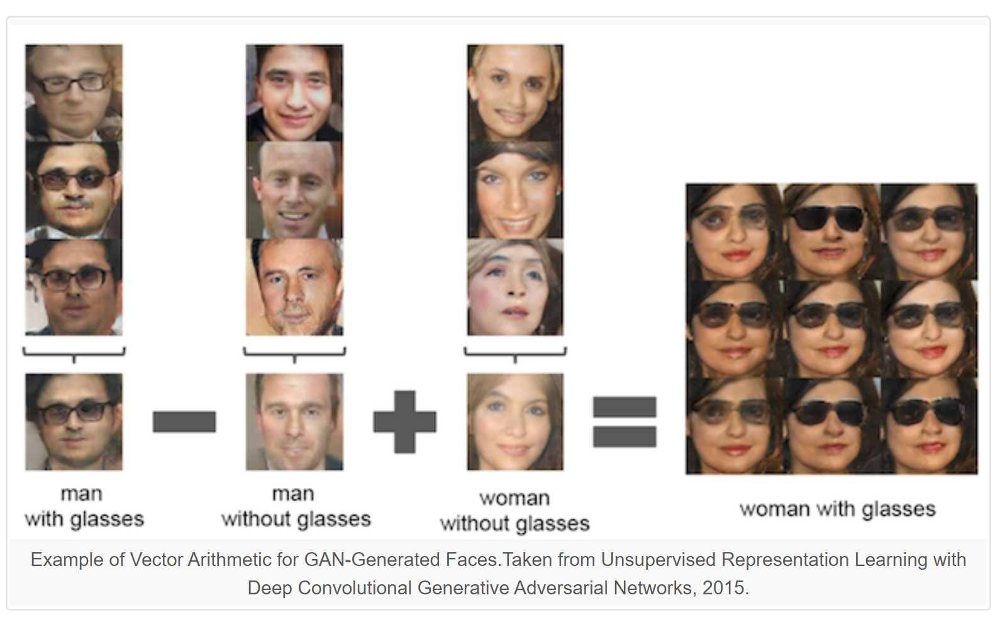 man
with glasses
man
without glasses
woman
without glasses
woman with glasses
Example of Vector Arithmetic for GAN-Generated Faces.Taken from Unsupervised Representation Learning with
Deep Convolutional Generative Adversarial Networks, 2015.